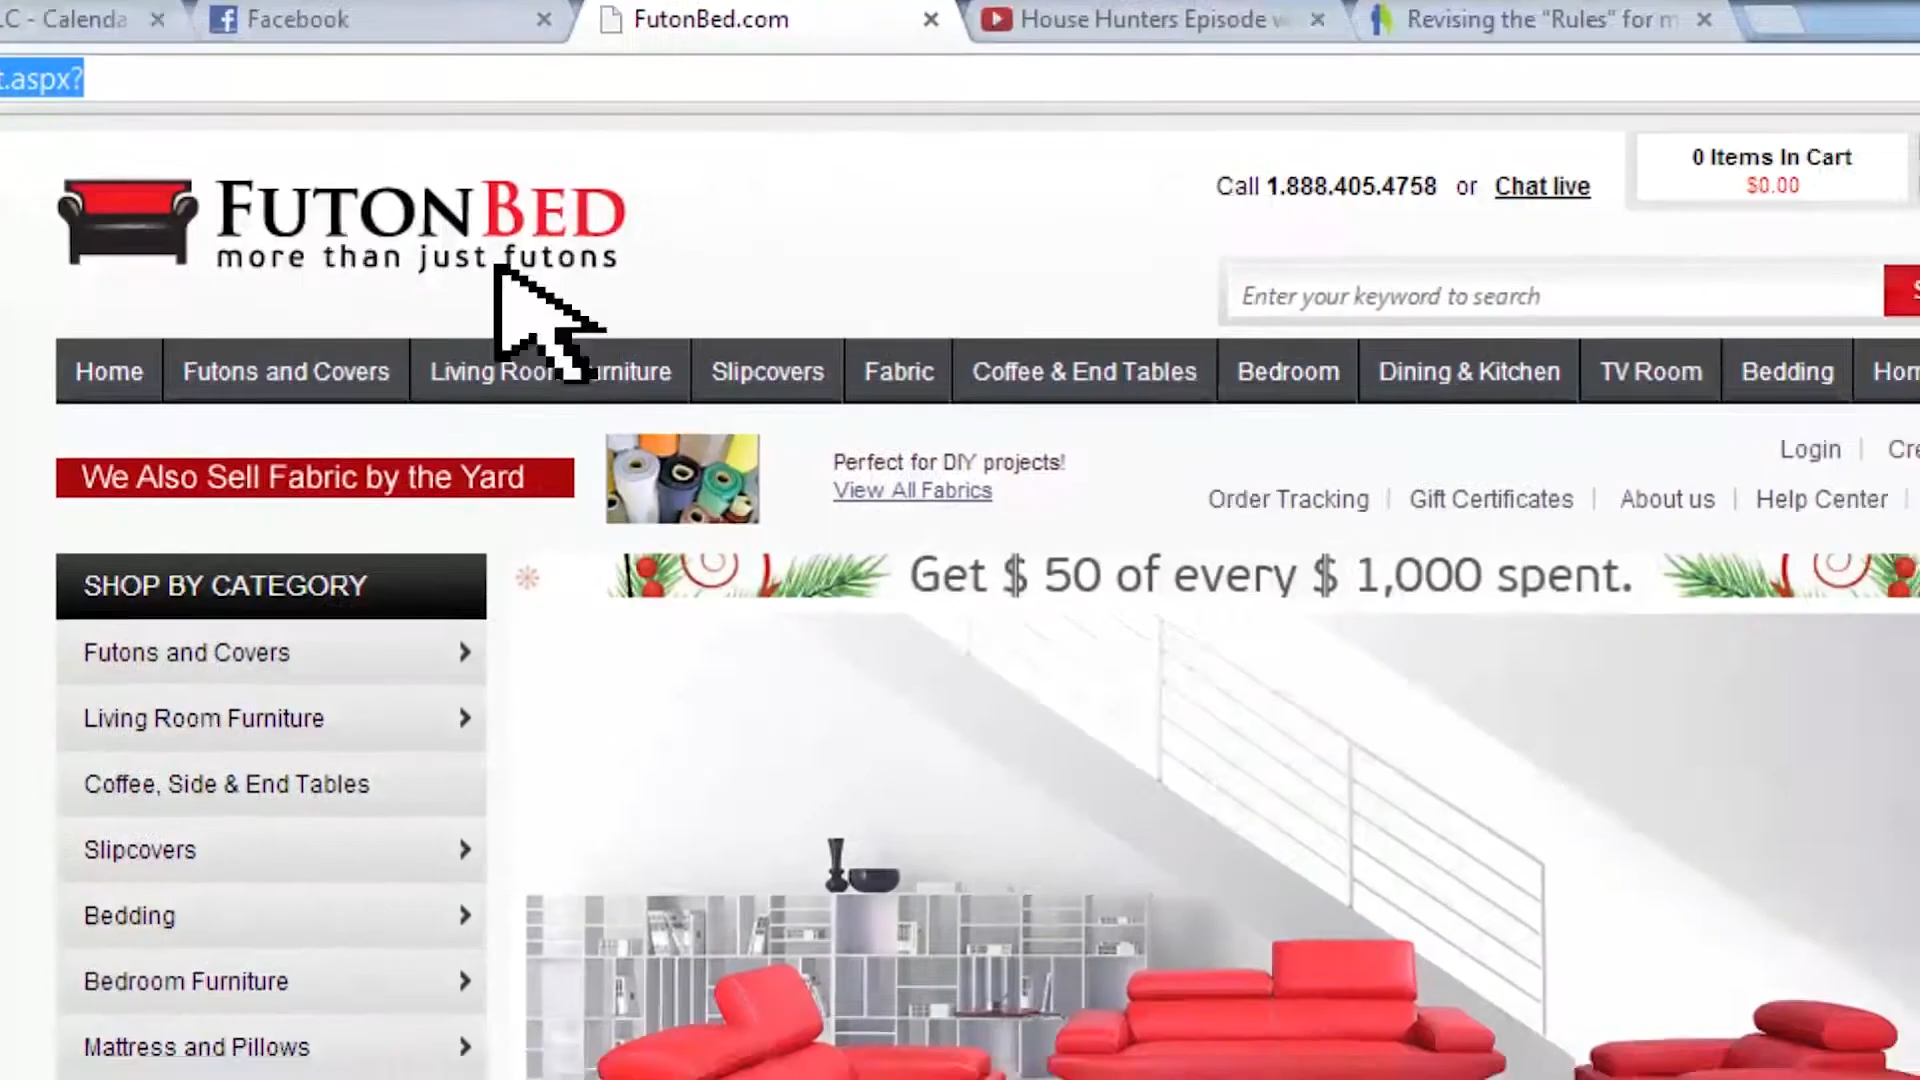 LC - Calenda
Facebook
FutonBed.com
House Hunters Episode w
Revising the "Rules" for m
t.aspx?
FUTONBED
more than just futons
Call 1.888.405.4758 or Chat live
0 Items In Cart
$0.00
Enter your keyword to search
S
Home
Futons and Covers
Living Room Furniture
Slipcovers
Fabric
Coffee & End Tables
Bedroom
Dining & Kitchen
TV Room
Bedding
Hom
We Also Sell Fabric by the Yard
Perfect for DIY projects!
View All Fabrics
Login
Cre
Order Tracking
Gift Certificates
About us
Help Center
SHOP BY CATEGORY
Get $ 50 of every $ 1,000 spent.
Futons and Covers
Living Room Furniture
Coffee, Side & End Tables
Slipcovers
Bedding
Bedroom Furniture
Mattress and Pillows